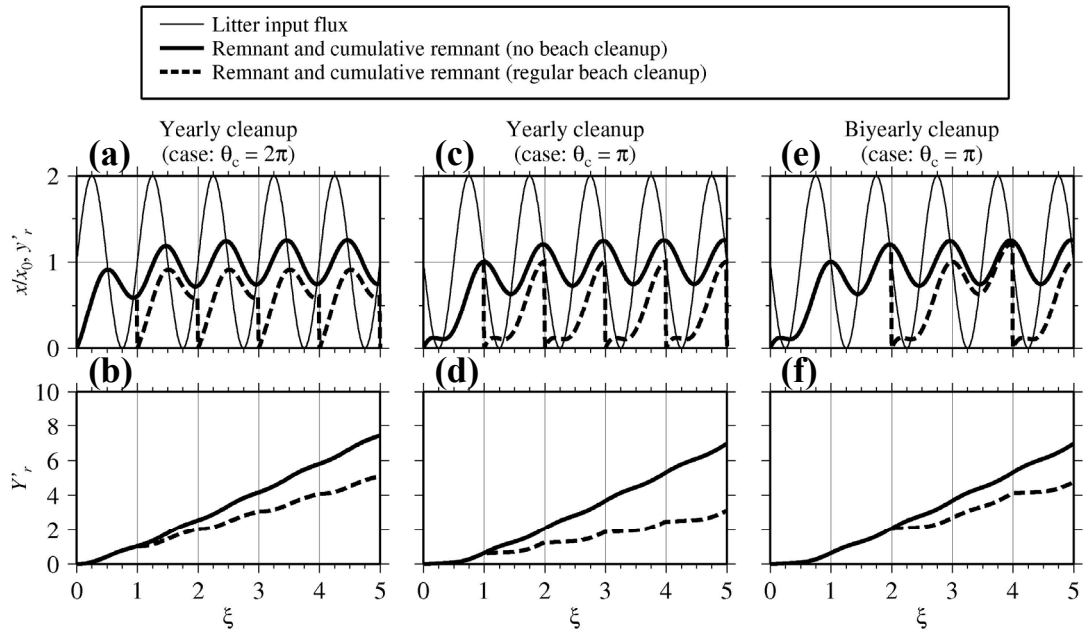 Litter input flux
Remnant and cumulative remnant (no beach cleanup)
Remnant and cumulative remnant (regular beach cleanup)
(a) Yearly cleanup (c) Yearly cleanup (e) Biyearly cleanup
(case: θc = 2π) (case: θc = π) (case: θc = π)
2
1
0
x/x0, y'r
(b) (d) (f)
10
8
6
4
2
0
Y'r
0 1 2 3 4 5 0 1 2 3 4 5 0 1 2 3 4 5
ξ ξ ξ